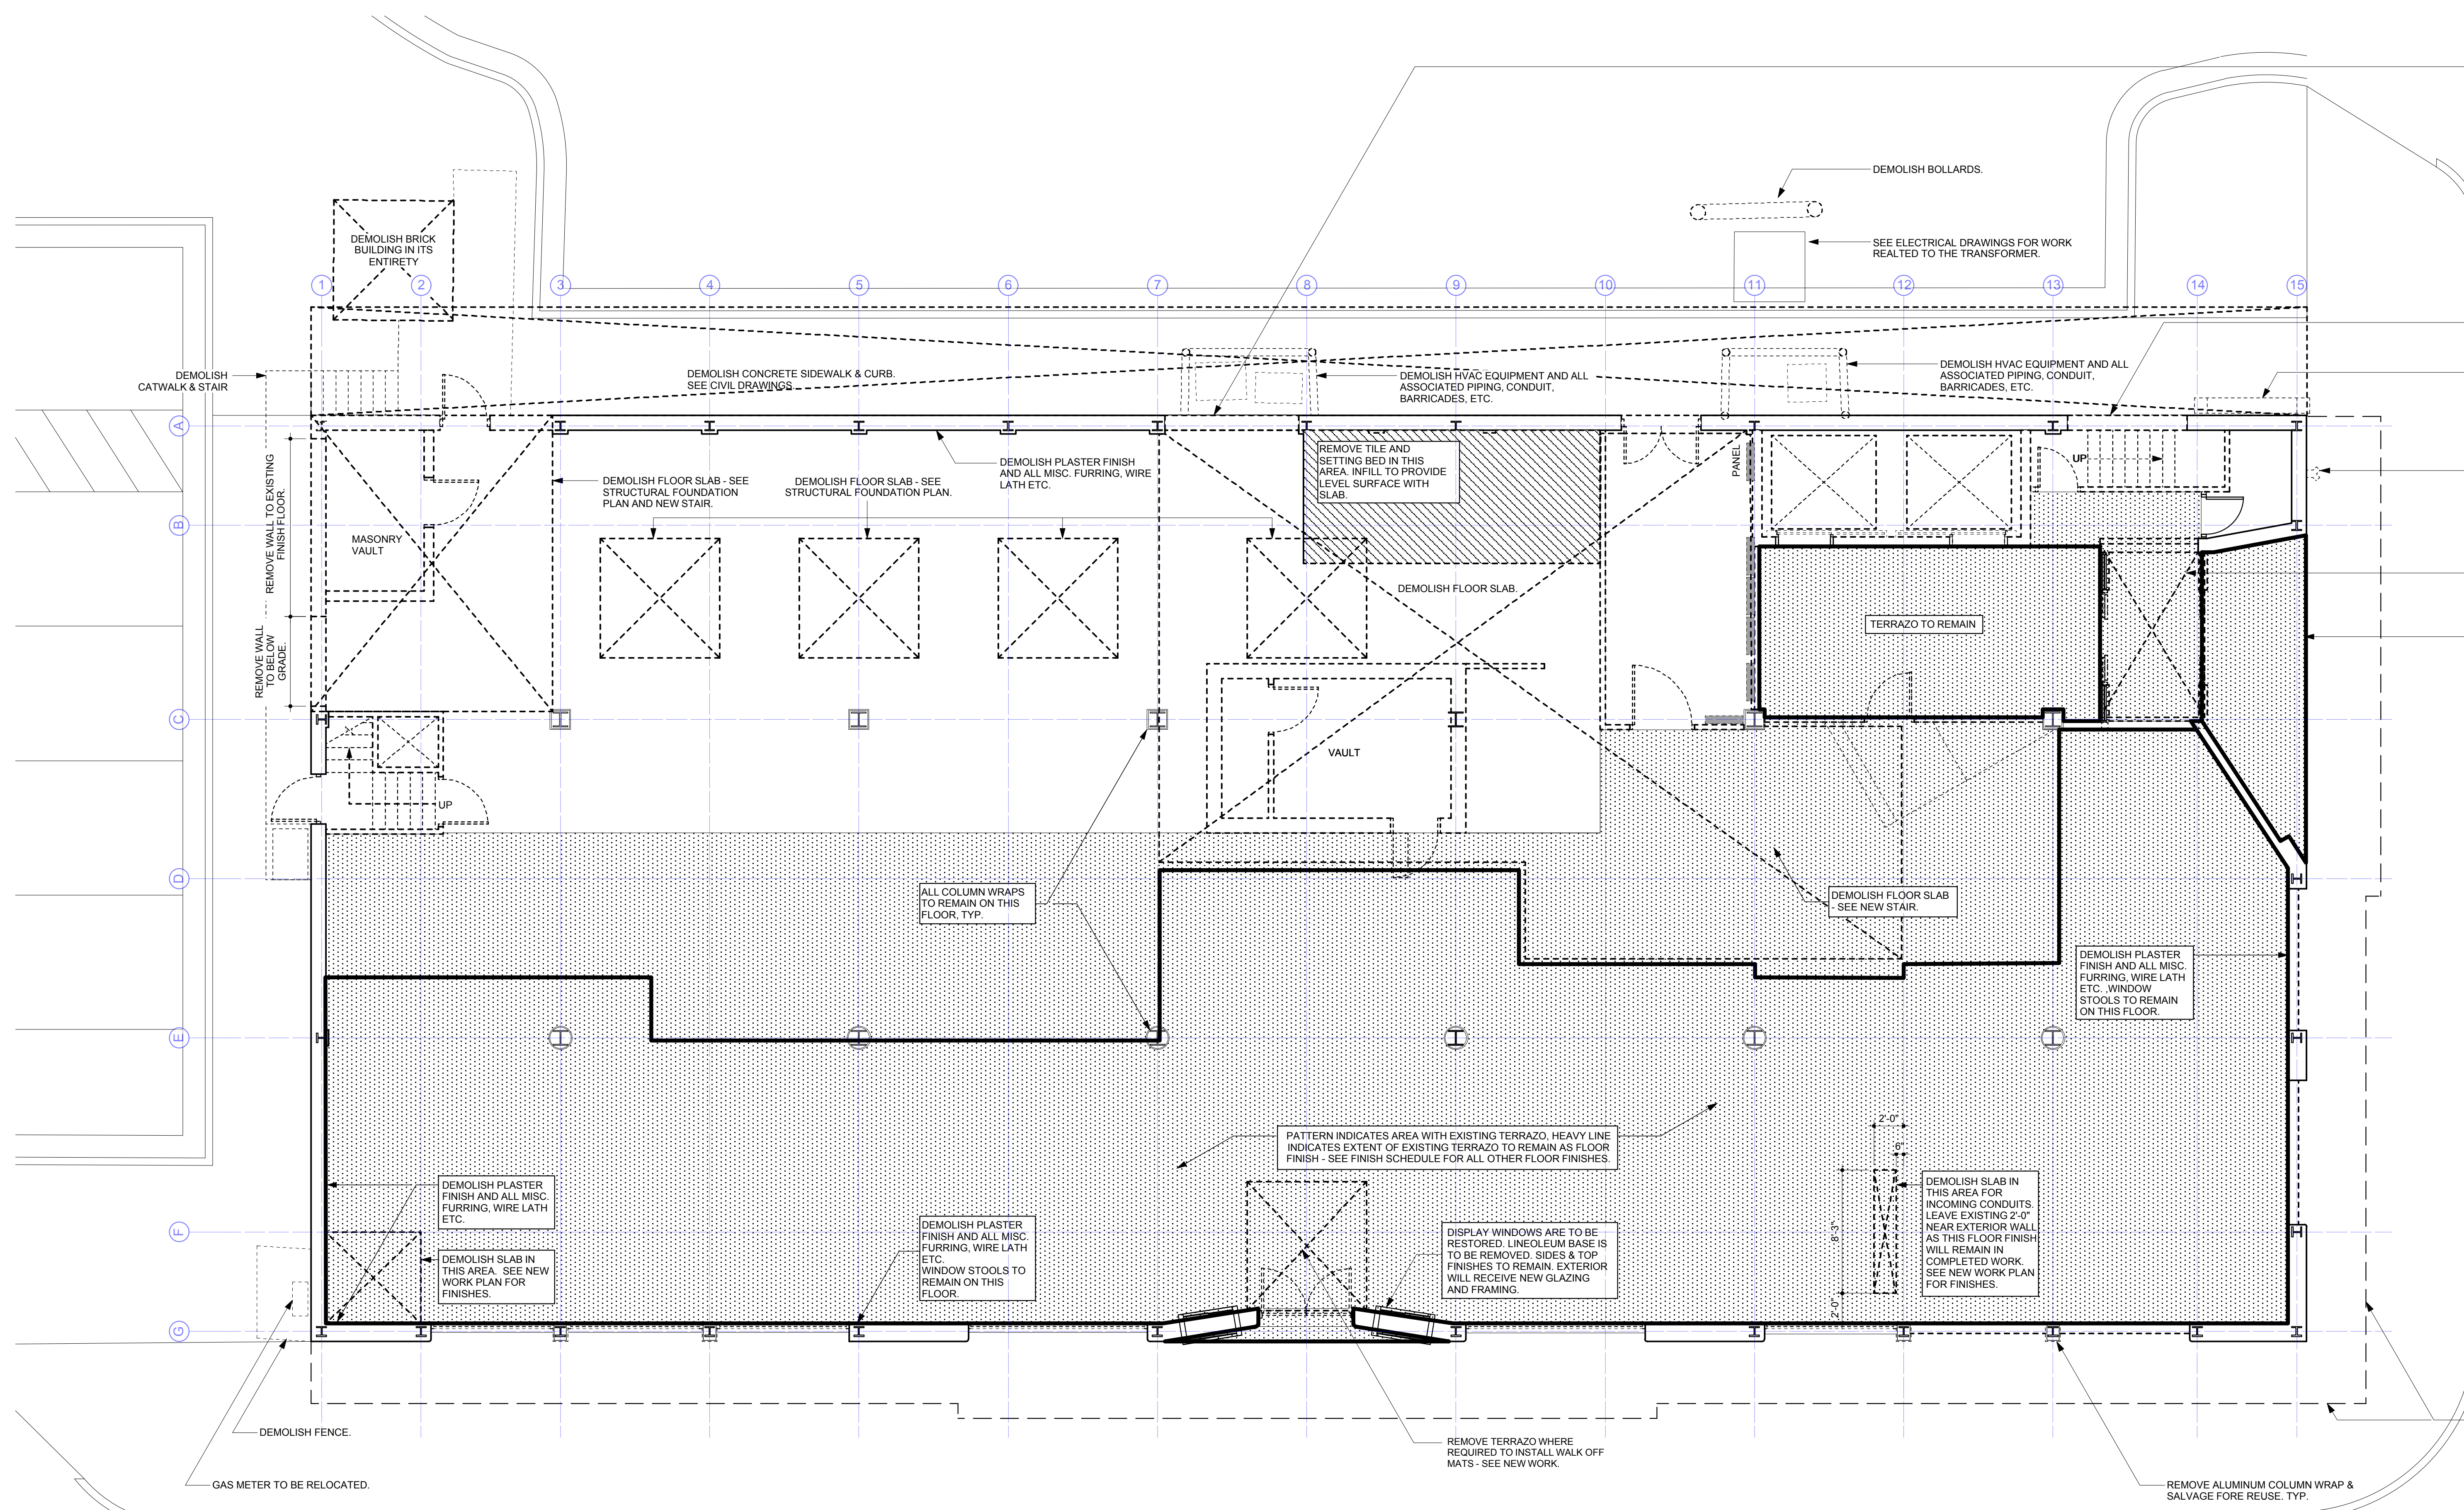 DEMOLISH BOLLARDS.
DEMOLISH BRICK
BUILDING IN ITS
ENTIRETY
SEE ELECTRICAL DRAWINGS FOR WORK
REALTED TO THE TRANSFORMER.
1
2
3
4
5
6
7
8
9
10
11
12
13
14
15
DEMOLISH
CATWALK & STAIR
DEMOLISH CONCRETE SIDEWALK & CURB.
SEE CIVIL DRAWINGS.
DEMOLISH HVAC EQUIPMENT AND ALL
ASSOCIATED PIPING, CONDUIT,
BARRICADES, ETC.
DEMOLISH HVAC EQUIPMENT AND ALL
ASSOCIATED PIPING, CONDUIT,
BARRICADES, ETC.
A
REMOVE WALL TO EXISTING
FINISH FLOOR.
DEMOLISH FLOOR SLAB - SEE
STRUCTURAL FOUNDATION
PLAN AND NEW STAIR.
DEMOLISH FLOOR SLAB - SEE
STRUCTURAL FOUNDATION PLAN.
DEMOLISH PLASTER FINISH
AND ALL MISC. FURRING, WIRE
LATH ETC.
REMOVE TILE AND
SETTING BED IN THIS
AREA. INFILL TO PROVIDE
LEVEL SURFACE WITH
SLAB.
PANEL
UP
B
MASONRY
VAULT
DEMOLISH FLOOR SLAB.
TERRAZO TO REMAIN
REMOVE WALL
TO BELOW
GRADE.
C
VAULT
UP
D
ALL COLUMN WRAPS
TO REMAIN ON THIS
FLOOR, TYP.
DEMOLISH FLOOR SLAB
- SEE NEW STAIR.
DEMOLISH PLASTER
FINISH AND ALL MISC.
FURRING, WIRE LATH
ETC. ,WINDOW
STOOLS TO REMAIN
ON THIS FLOOR.
E
PATTERN INDICATES AREA WITH EXISTING TERRAZO, HEAVY LINE
INDICATES EXTENT OF EXISTING TERRAZO TO REMAIN AS FLOOR
FINISH - SEE FINISH SCHEDULE FOR ALL OTHER FLOOR FINISHES.
2'-0"
6"
8'-3"
2'-0"
DEMOLISH PLASTER
FINISH AND ALL MISC.
FURRING, WIRE LATH
ETC.
DEMOLISH SLAB IN
THIS AREA FOR
INCOMING CONDUITS.
LEAVE EXISTING 2'-0"
NEAR EXTERIOR WALL
AS THIS FLOOR FINISH
WILL REMAIN IN
COMPLETED WORK.
SEE NEW WORK PLAN
FOR FINISHES.
F
DEMOLISH PLASTER
FINISH AND ALL MISC.
FURRING, WIRE LATH
ETC.
WINDOW STOOLS TO
REMAIN ON THIS
FLOOR.
DISPLAY WINDOWS ARE TO BE
RESTORED. LINEOLEUM BASE IS
TO BE REMOVED. SIDES & TOP
FINISHES TO REMAIN. EXTERIOR
WILL RECEIVE NEW GLAZING
AND FRAMING.
DEMOLISH SLAB IN
THIS AREA. SEE NEW
WORK PLAN FOR
FINISHES.
G
DEMOLISH FENCE.
REMOVE TERRAZO WHERE
REQUIRED TO INSTALL WALK OFF
MATS - SEE NEW WORK.
GAS METER TO BE RELOCATED.
REMOVE ALUMINUM COLUMN WRAP &
SALVAGE FORE REUSE. TYP.